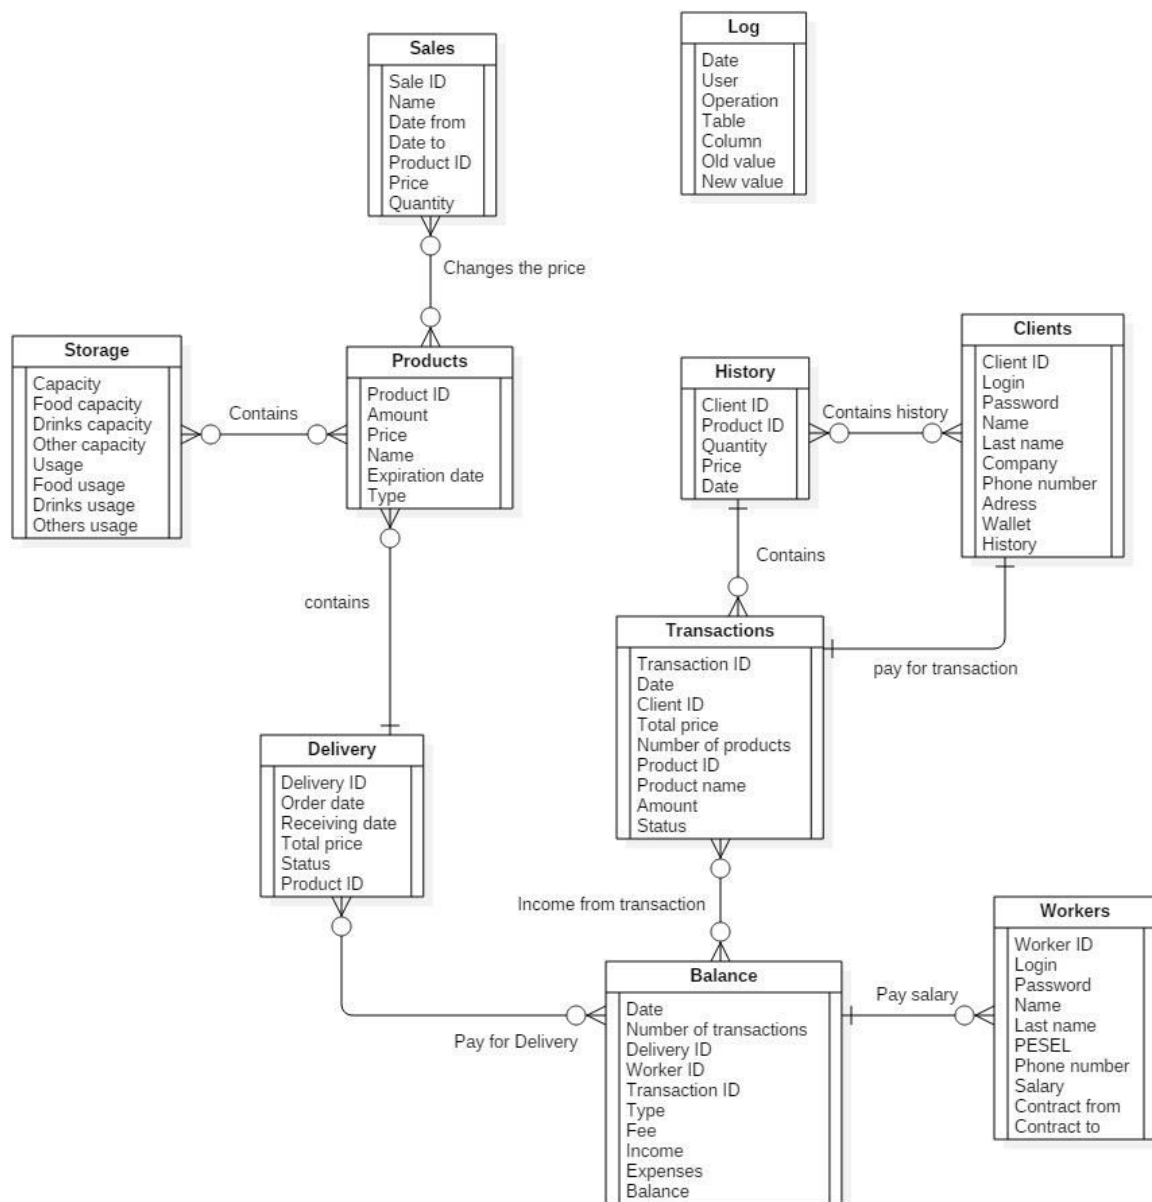 Sales
Sale ID
Name
Date from
Date to
Product ID
Price
Quantity
Log
Date
User
Operation
Table
Column
Old value
New value
Changes the price
Storage
Capacity
Food capacity
Drinks capacity
Other capacity
Usage
Food usage
Drinks usage
Others usage
Contains
Products
Product ID
Amount
Price
Name
Expiration date
Type
History
Client ID
Product ID
Quantity
Price
Date
Contains history
Clients
Client ID
Login
Password
Name
Last name
Company
Phone number
Adress
Wallet
History
Contains
contains
Transactions
Transaction ID
Date
Client ID
Total price
Number of products
Product ID
Product name
Amount
Status
pay for transaction
Delivery
Delivery ID
Order date
Receiving date
Total price
Status
Product ID
Income from transaction
Pay for Delivery
Balance
Date
Number of transactions
Delivery ID
Worker ID
Transaction ID
Type
Fee
Income
Expenses
Balance
Pay salary
Workers
Worker ID
Login
Password
Name
Last name
PESEL
Phone number
Salary
Contract from
Contract to